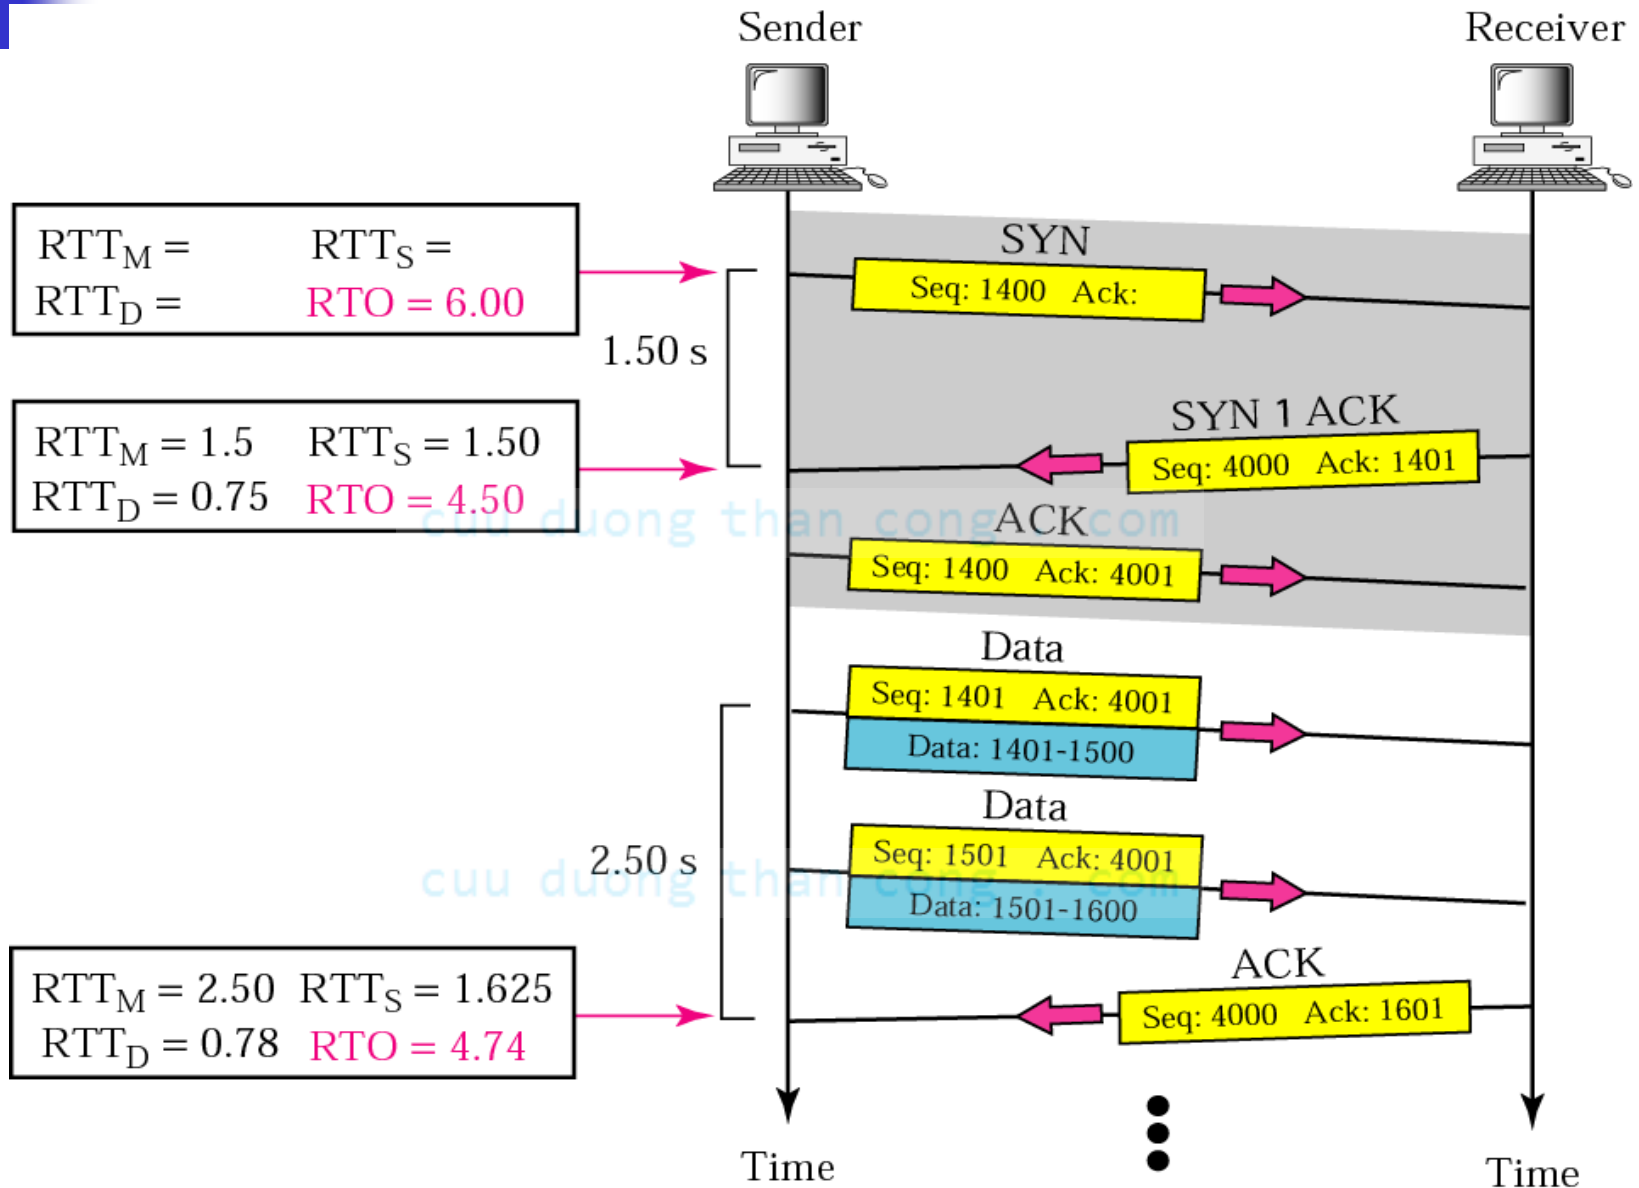 Sender
Receiver
RTTM = RTTS =
RTTD = RTO = 6.00
1.50 s
SYN
Seq: 1400 Ack:
RTTM = 1.5 RTTS = 1.50
RTTD = 0.75 RTO = 4.50
SYN 1 ACK
Seq: 4000 Ack: 1401
cuu duong than cong . com
ACK
Seq: 1400 Ack: 4001
Data
Seq: 1401 Ack: 4001
Data: 1401-1500
2.50 s
Data
Seq: 1501 Ack: 4001
Data: 1501-1600
cuu duong than cong . com
RTTM = 2.50 RTTS = 1.625
RTTD = 0.78 RTO = 4.74
ACK
Seq: 4000 Ack: 1601
Time
Time